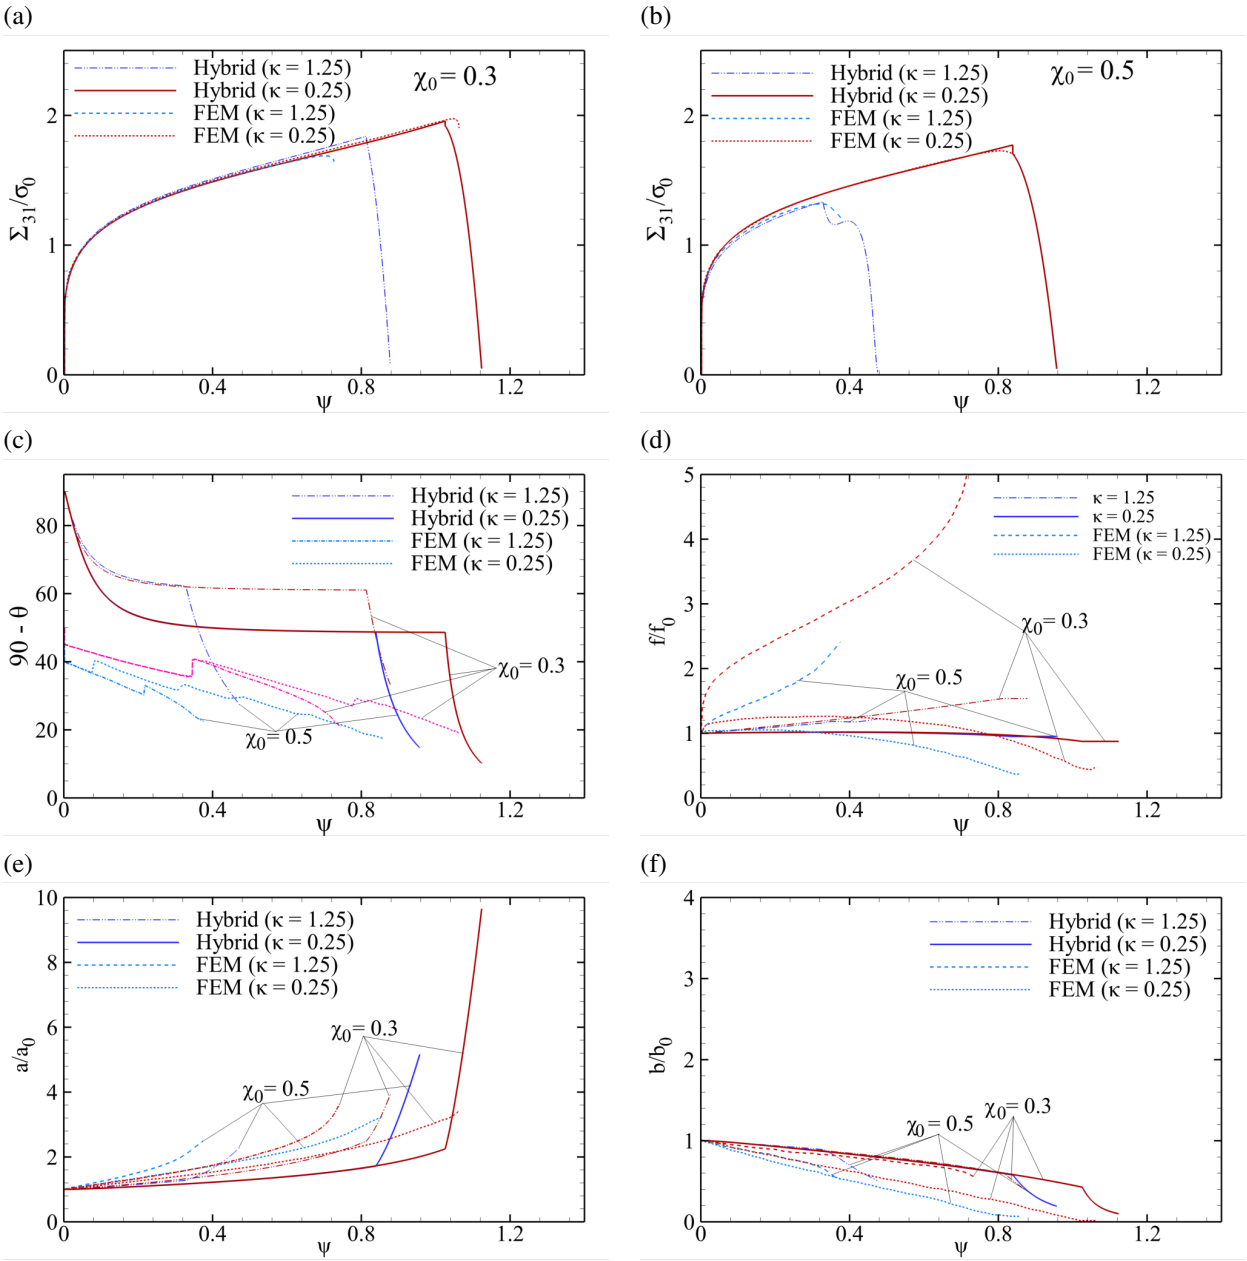 (a)
Hybrid (κ = 1.25)
Hybrid (κ = 0.25)
FEM (κ = 1.25)
FEM (κ = 0.25)
χ0 = 0.3
Σ31/σ0
2
1
0
0 0.4 0.8 1.2
ψ
(b)
Hybrid (κ = 1.25)
Hybrid (κ = 0.25)
FEM (κ = 1.25)
FEM (κ = 0.25)
χ0 = 0.5
Σ31/σ0
2
1
0
0 0.4 0.8 1.2
ψ
(c)
Hybrid (κ = 1.25)
Hybrid (κ = 0.25)
FEM (κ = 1.25)
FEM (κ = 0.25)
90 - θ
80
60
40
20
0
χ0 = 0.3
χ0 = 0.5
0 0.4 0.8 1.2
ψ
(d)
κ = 1.25
κ = 0.25
FEM (κ = 1.25)
FEM (κ = 0.25)
f/f0
5
4
3
2
1
0
χ0 = 0.3
χ0 = 0.5
0 0.4 0.8 1.2
ψ
(e)
Hybrid (κ = 1.25)
Hybrid (κ = 0.25)
FEM (κ = 1.25)
FEM (κ = 0.25)
a/a0
10
8
6
4
2
0
χ0 = 0.3
χ0 = 0.5
0 0.4 0.8 1.2
ψ
(f)
Hybrid (κ = 1.25)
Hybrid (κ = 0.25)
FEM (κ = 1.25)
FEM (κ = 0.25)
b/b0
4
3
2
1
0
χ0 = 0.3
χ0 = 0.5
0 0.4 0.8 1.2
ψ